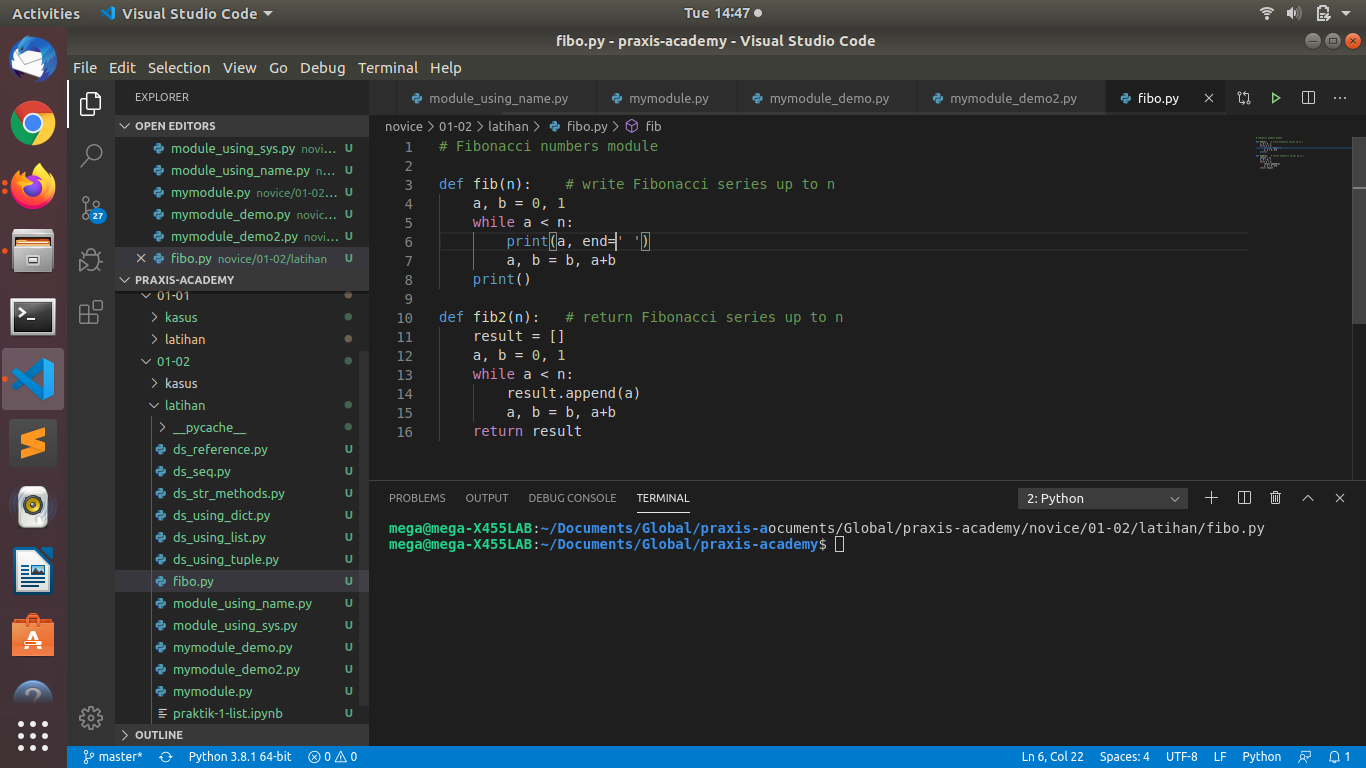 Activities Visual Studio Code Tue 14:47
fibo.py - praxis-academy - Visual Studio Code
File Edit Selection View Go Debug Terminal Help
EXPLORER
OPEN EDITORS
module_using_sys.py novi... U
module_using_name.py n... U
mymodule.py novice/01-02... U
mymodule_demo.py novic... U
mymodule_demo2.py novi... U
fibo.py novice/01-02/latihan U
PRAXIS-ACADEMY
01-01
kasus
latihan
01-02
kasus
latihan
__pycache__
ds_reference.py U
ds_seq.py U
ds_str_methods.py U
ds_using_dict.py U
ds_using_list.py U
ds_using_tuple.py U
fibo.py U
module_using_name.py U
module_using_sys.py U
mymodule_demo.py U
mymodule_demo2.py U
mymodule.py U
praktik-1-list.ipynb U
OUTLINE
27
module_using_name.py mymodule.py mymodule_demo.py mymodule_demo2.py fibo.py
novice > 01-02 > latihan > fibo.py > fib
1 # Fibonacci numbers module
2
3 def fib(n):    # write Fibonacci series up to n
4     a, b = 0, 1
5     while a < n:
6         print(a, end=' ')
7         a, b = b, a+b
8     print()
9
10 def fib2(n):   # return Fibonacci series up to n
11     result = []
12     a, b = 0, 1
13     while a < n:
14         result.append(a)
15         a, b = b, a+b
16     return result
PROBLEMS OUTPUT DEBUG CONSOLE TERMINAL 2: Python
mega@mega-X455LAB:~/Documents/Global/praxis-aocuments/Global/praxis-academy/novice/01-02/latihan/fibo.py
mega@mega-X455LAB:~/Documents/Global/praxis-academy$
master* Python 3.8.1 64-bit 0 0 Ln 6, Col 22 Spaces: 4 UTF-8 LF Python 1